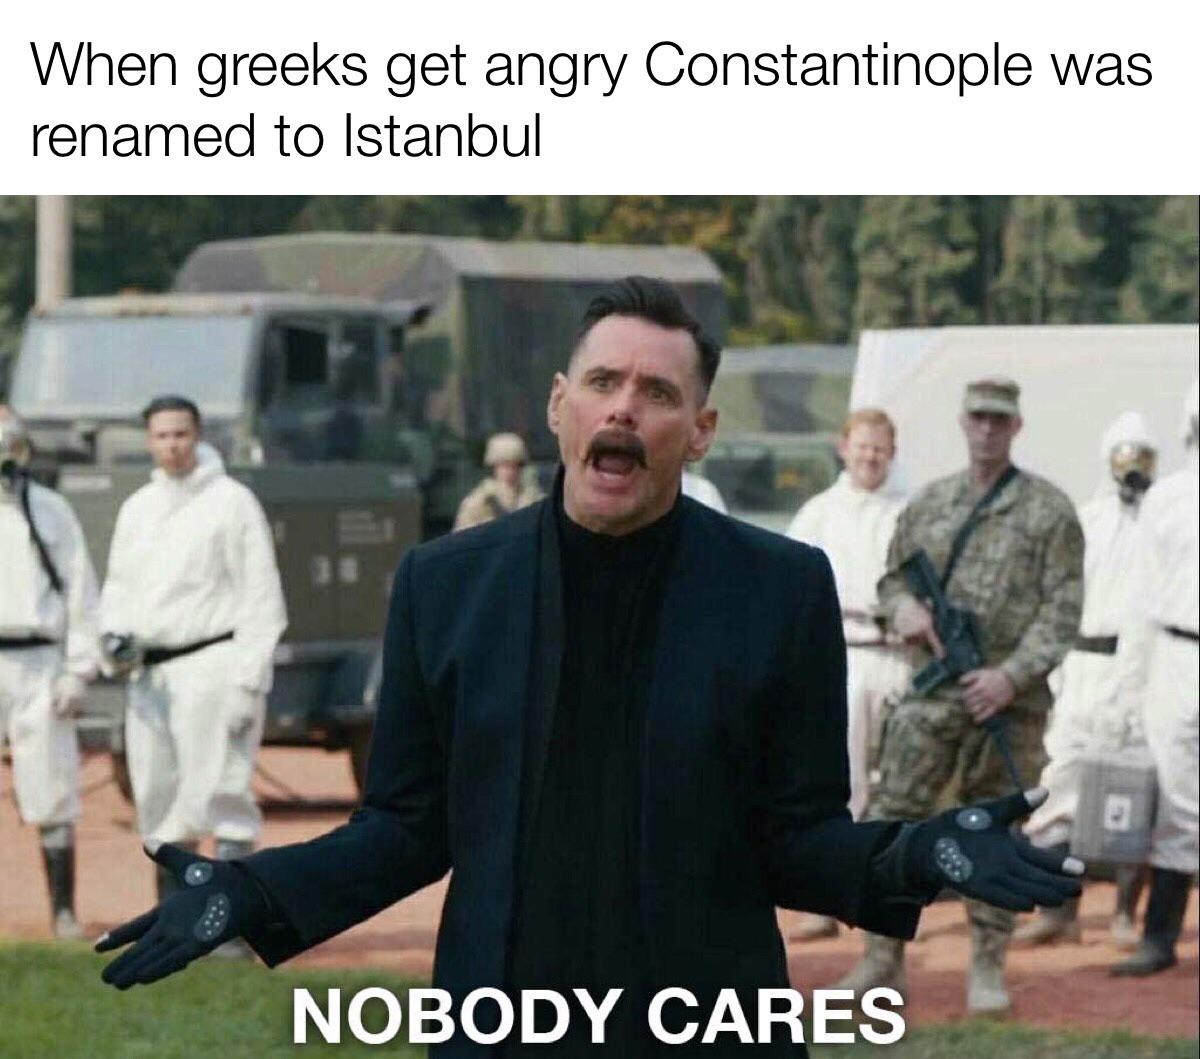 When greeks get angry Constantinople was
renamed to Istanbul
NOBODY CARES